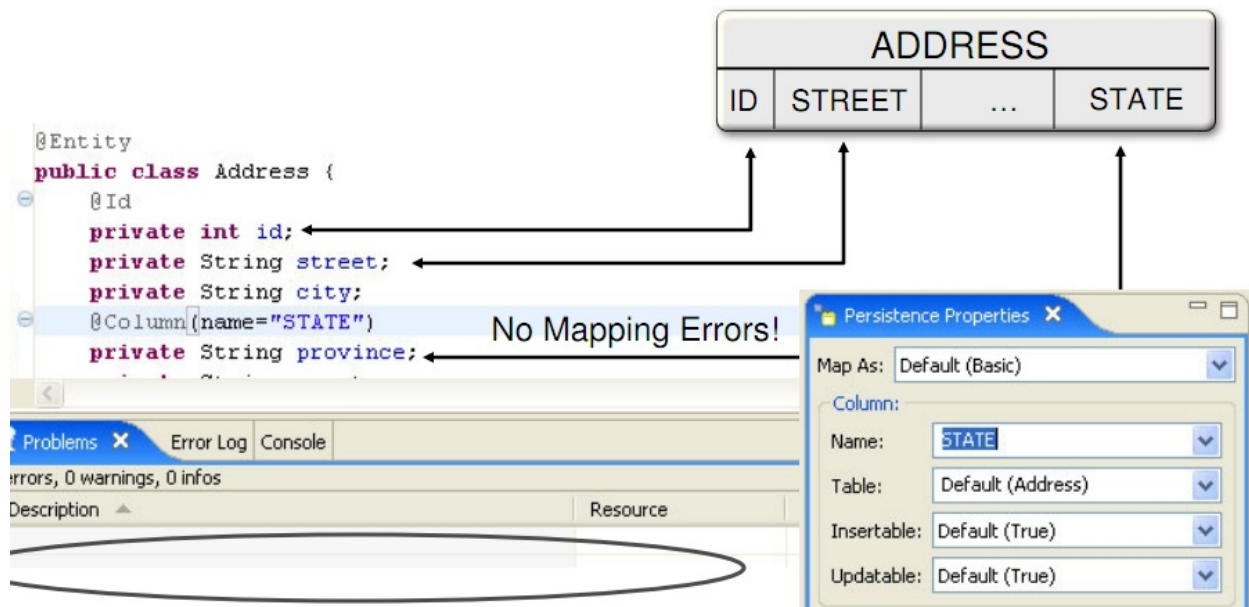 ADDRESS
ID STREET ... STATE
@Entity
public class Address {
@Id
private int id;
private String street;
private String city;
@Column(name="STATE")
private String province;
No Mapping Errors!
Persistence Properties
Map As: Default (Basic)
Column:
Name: STATE
Table: Default (Address)
Insertable: Default (True)
Updatable: Default (True)
Problems Error Log Console
errors, 0 warnings, 0 infos
Description Resource